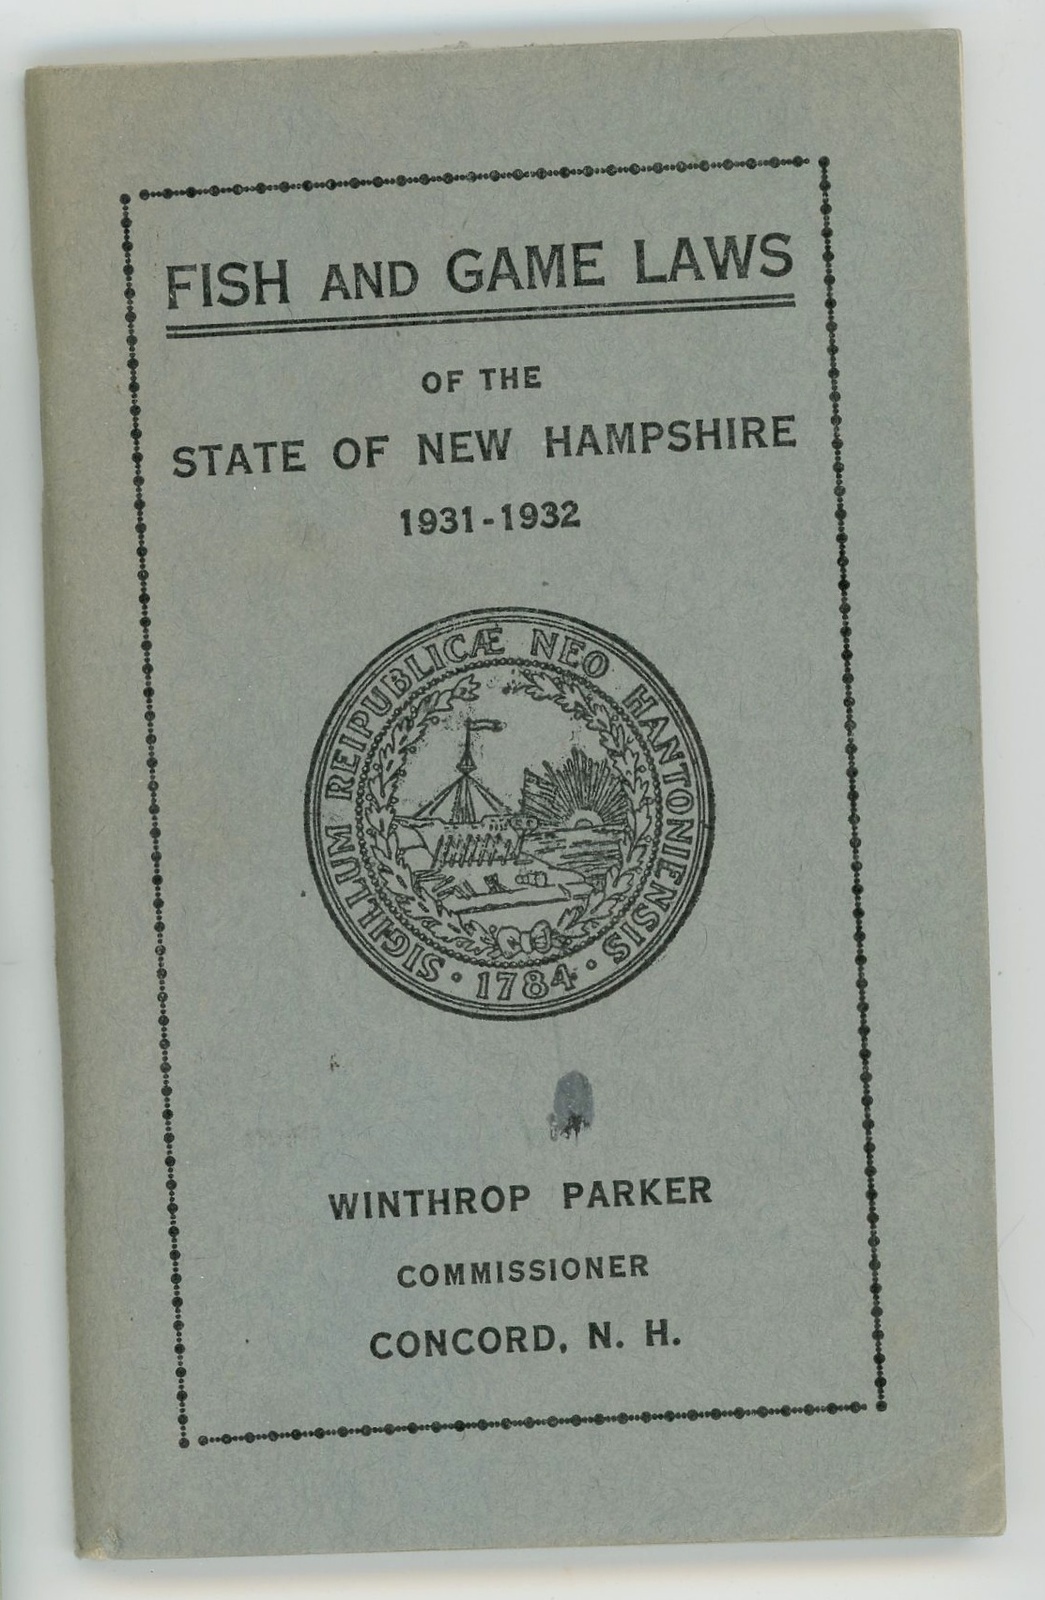 FISH AND GAME LAWS
OF THE
STATE OF NEW HAMPSHIRE
1931-1932
SIGILLUM REIPUBLICÆ NEO HANTONIENSIS
• 1784 •
WINTHROP PARKER
COMMISSIONER
CONCORD, N. H.